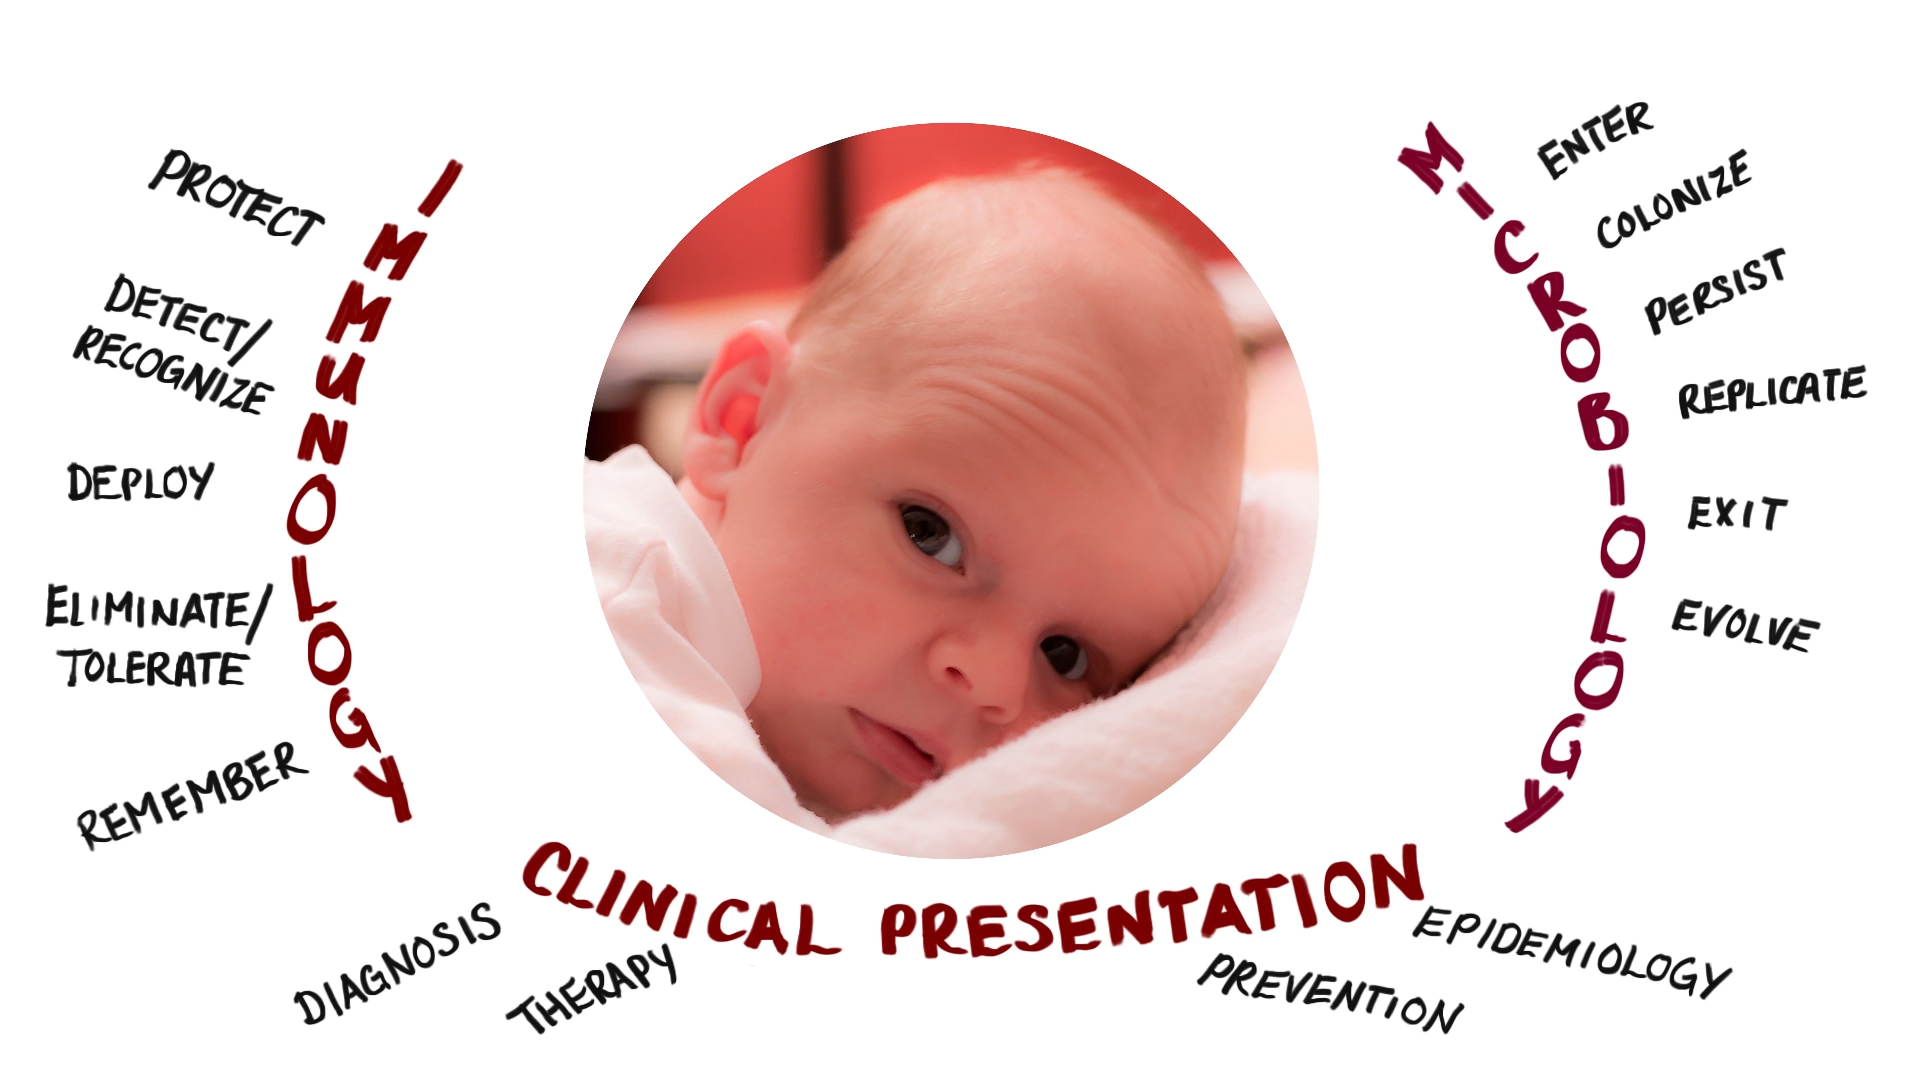 IMMUNOLOGY
PROTECT
DETECT/
RECOGNIZE
DEPLOY
ELIMINATE/
TOLERATE
REMEMBER
MICROBIOLOGY
ENTER
COLONIZE
PERSIST
REPLICATE
EXIT
EVOLVE
CLINICAL PRESENTATION
DIAGNOSIS
THERAPY
PREVENTION
EPIDEMIOLOGY